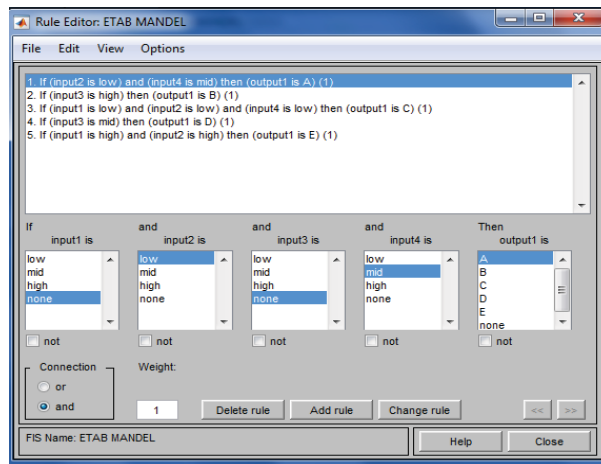 Rule Editor: ETAB MANDEL
File Edit View Options
1. If (input2 is low) and (input4 is mid) then (output1 is A) (1)
2. If (input3 is high) then (output1 is B) (1)
3. If (input1 is low) and (input2 is low) and (input4 is low) then (output1 is C) (1)
4. If (input3 is mid) then (output1 is D) (1)
5. If (input1 is high) and (input2 is high) then (output1 is E) (1)
If and and and Then
input1 is input2 is input3 is input4 is output1 is
low low low low A
mid mid mid mid B
high high high high C
none none none none D
E
none
not not not not not
Connection Weight:
or
and 1 Delete rule Add rule Change rule << >>
FIS Name: ETAB MANDEL Help Close